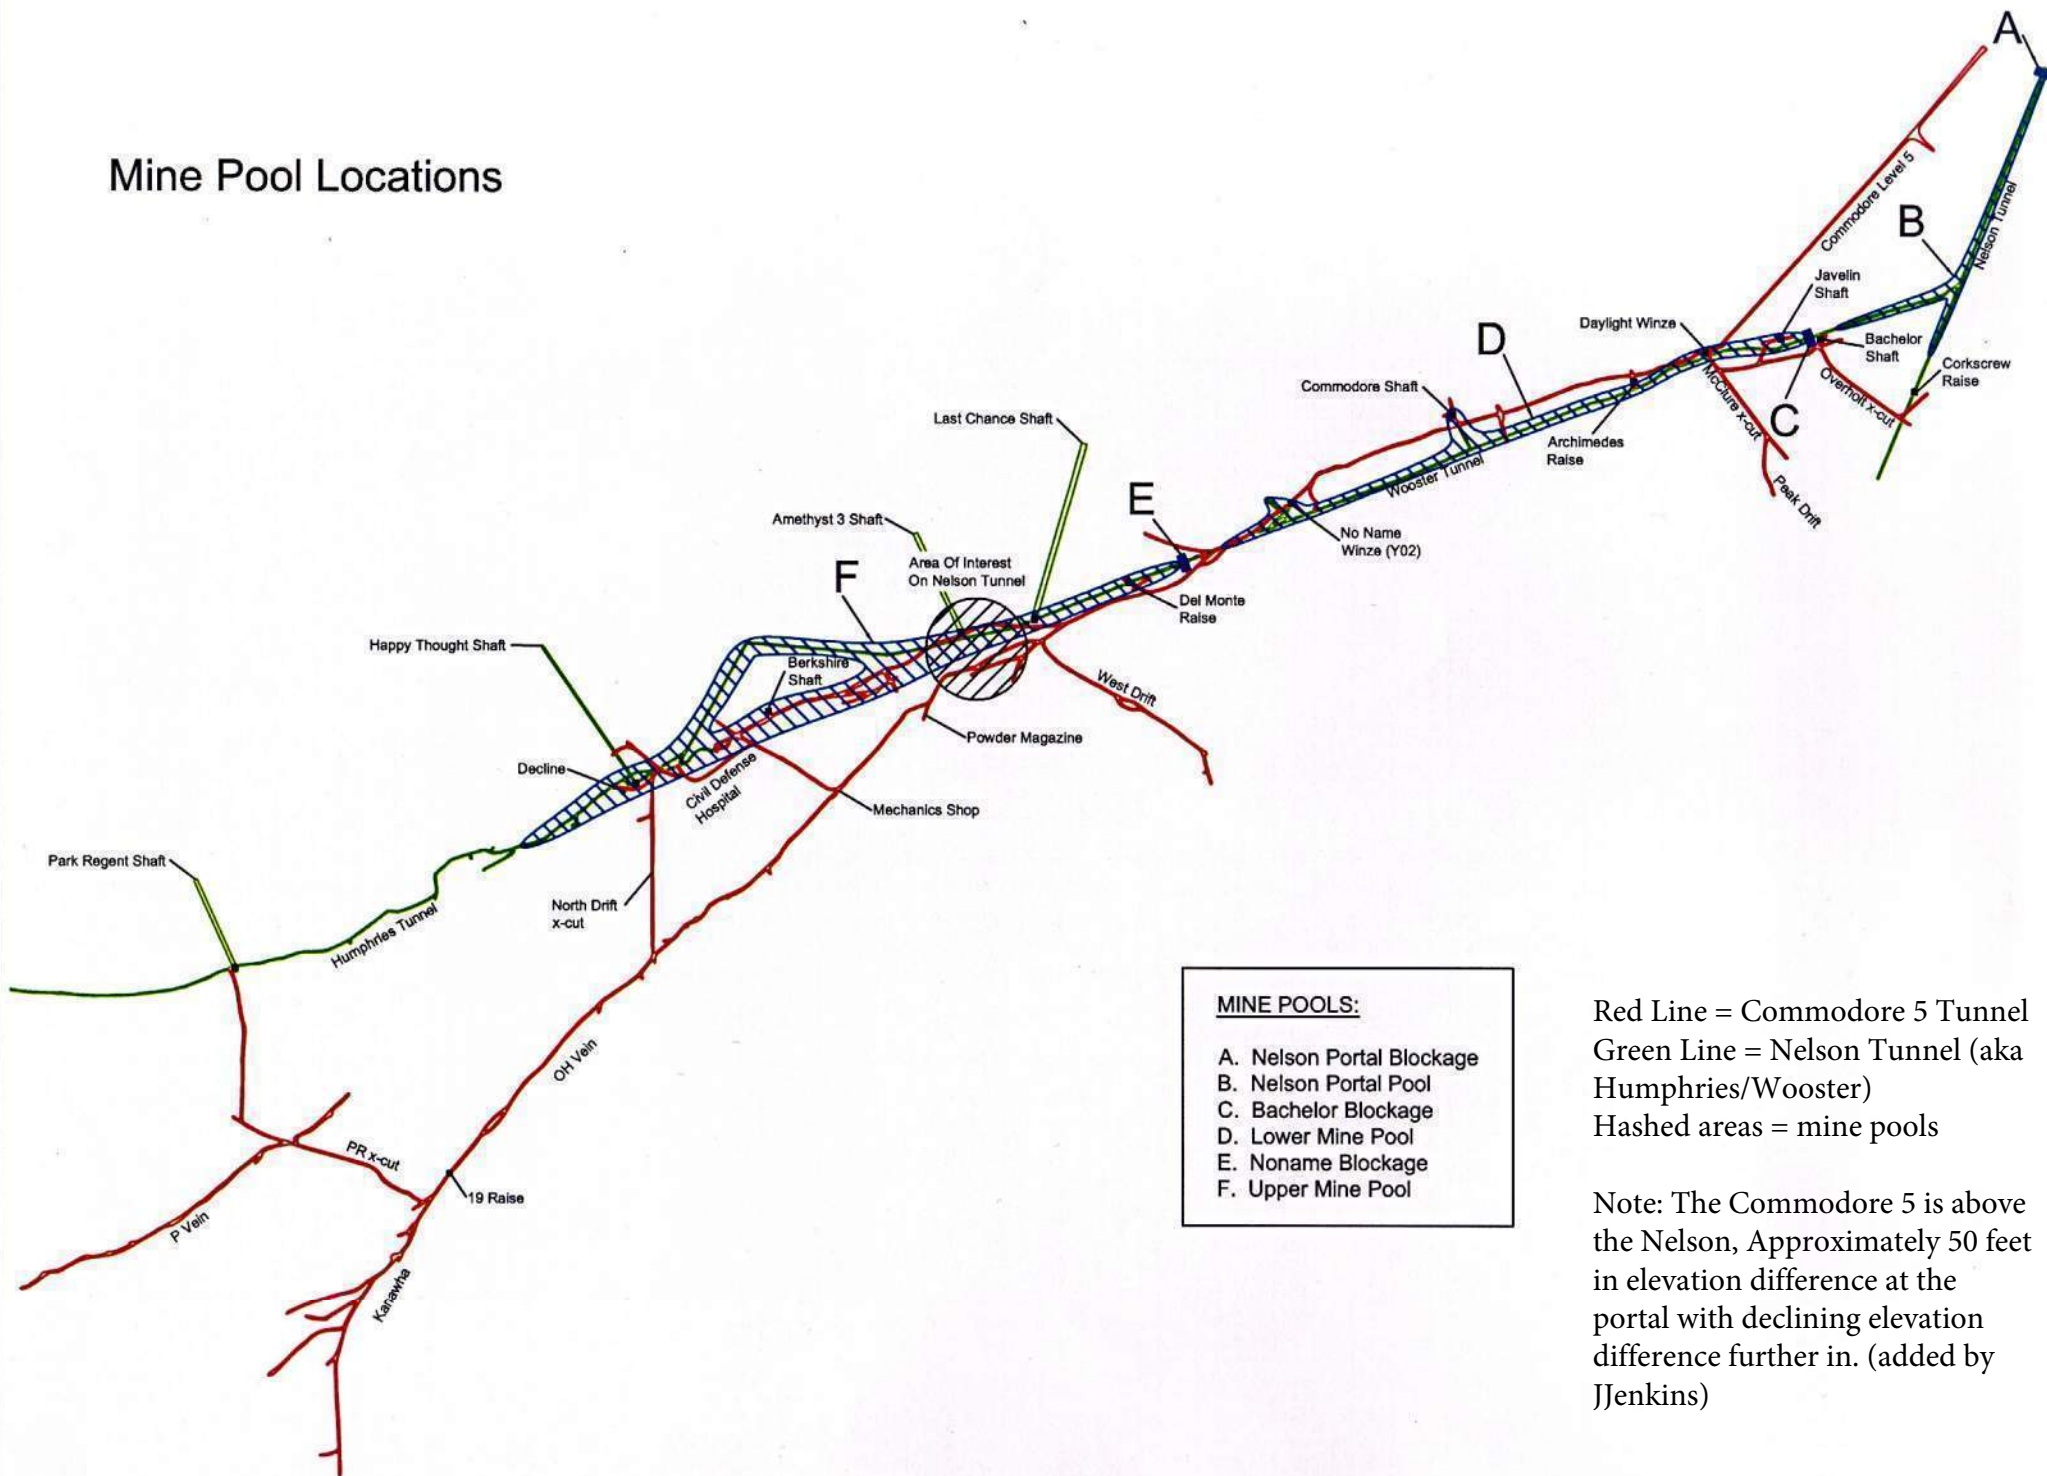 Mine Pool Locations
A
Commodore Level 5
Nelson Tunnel
B
Javelin
Shaft
Daylight Winze
Bachelor
Shaft
Corkscrew
Raise
Overholt x-cut
McClure x-cut
C
Peak Drift
D
Commodore Shaft
Archimedes
Raise
Wooster Tunnel
Last Chance Shaft
E
No Name
Winze (Y02)
Amethyst 3 Shaft
Area Of Interest
On Nelson Tunnel
F
Del Monte
Raise
Happy Thought Shaft
Berkshire
Shaft
West Drift
Powder Magazine
Decline
Civil Defense
Hospital
Mechanics Shop
Park Regent Shaft
North Drift
x-cut
Humphries Tunnel
OH Vein
PR x-cut
19 Raise
P Vein
Kanawha
MINE POOLS:
A. Nelson Portal Blockage
B. Nelson Portal Pool
C. Bachelor Blockage
D. Lower Mine Pool
E. Noname Blockage
F. Upper Mine Pool
Red Line = Commodore 5 Tunnel
Green Line = Nelson Tunnel (aka
Humphries/Wooster)
Hashed areas = mine pools
Note: The Commodore 5 is above
the Nelson, Approximately 50 feet
in elevation difference at the
portal with declining elevation
difference further in. (added by
JJenkins)